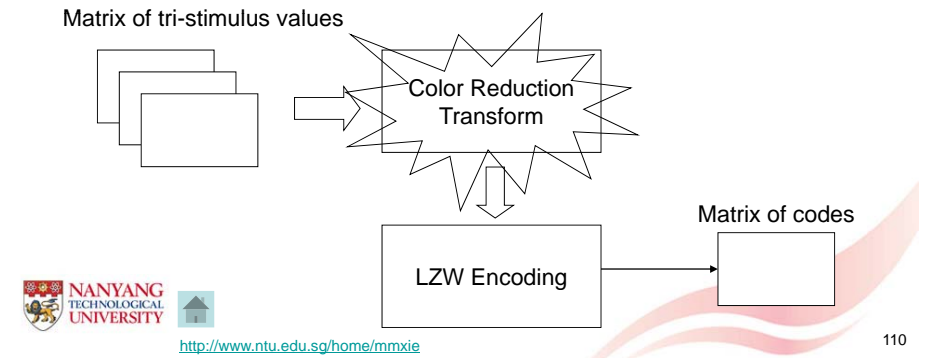 Matrix of tri-stimulus values
Color Reduction
Transform
Matrix of codes
LZW Encoding
NANYANG
TECHNOLOGICAL
UNIVERSITY
http://www.ntu.edu.sg/home/mmxie
110